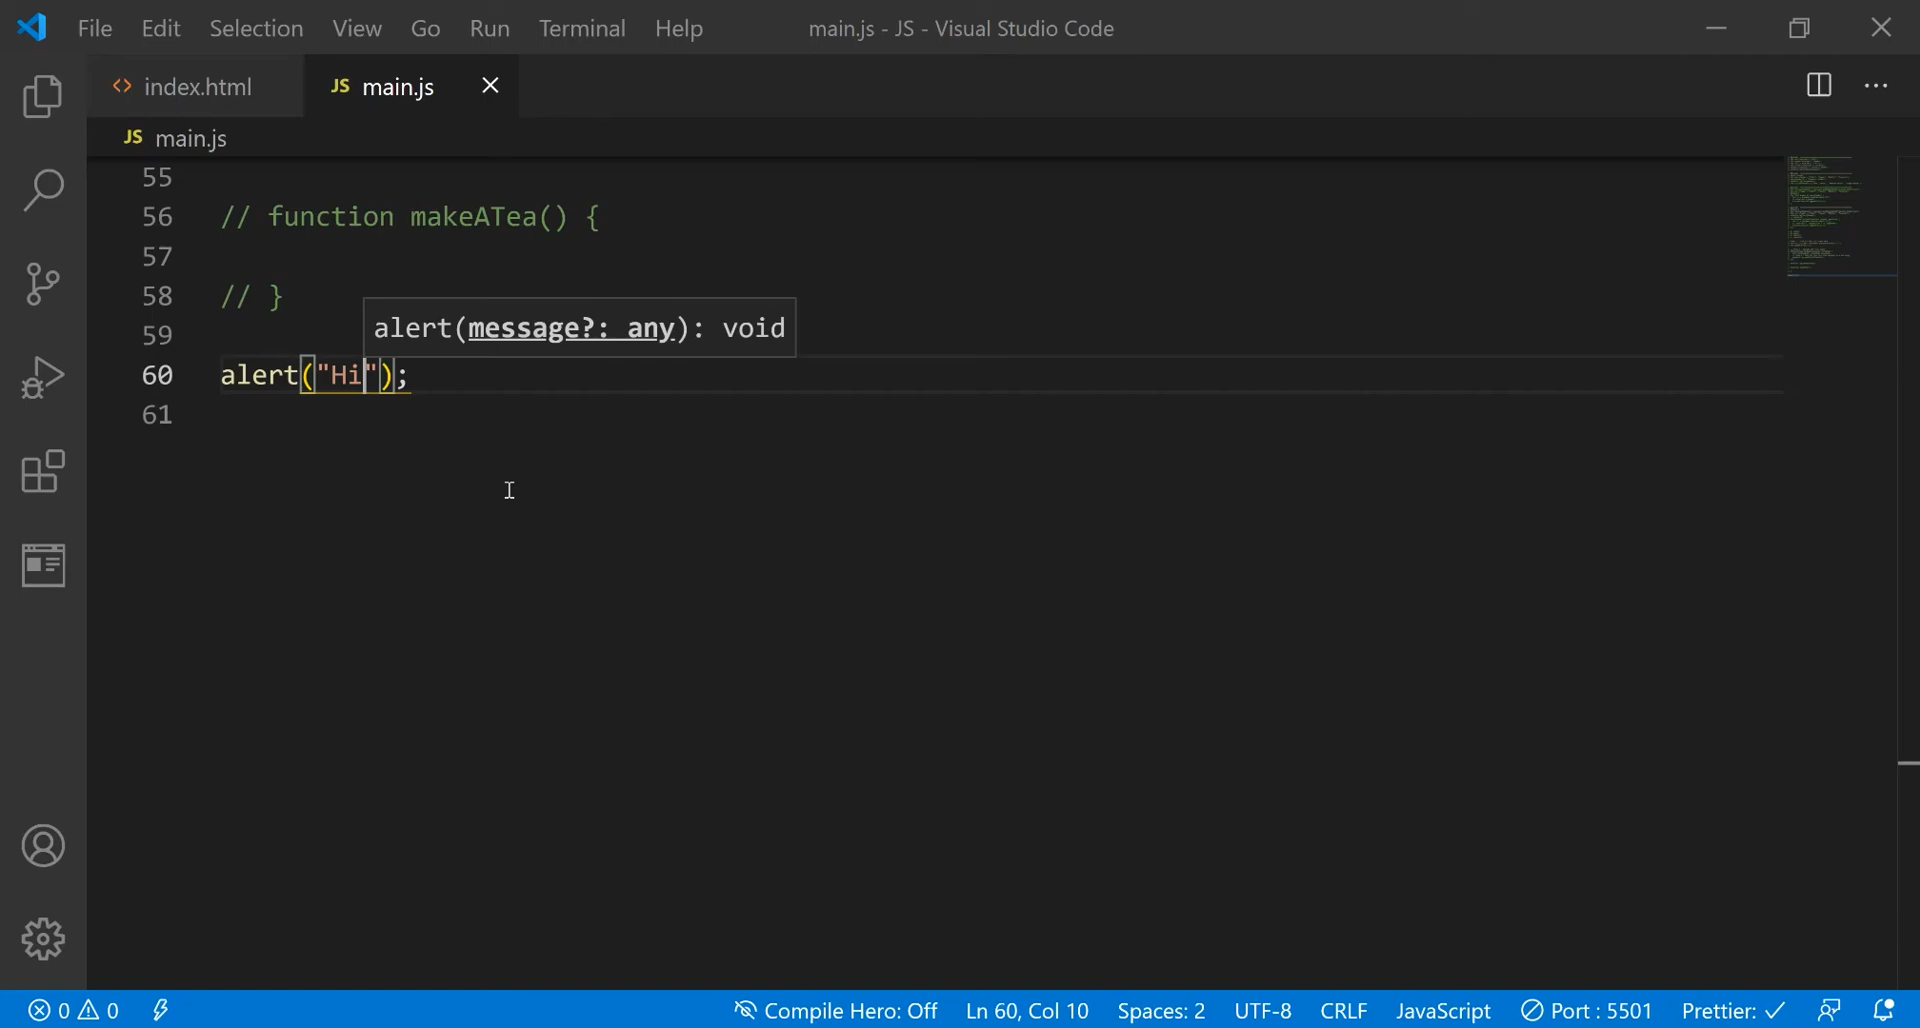 File Edit Selection View Go Run Terminal Help main.js - JS - Visual Studio Code
<> index.html JS main.js
JS main.js
55
56 // function makeATea() {
57
58 // }
alert(message?: any): void
59
60 alert("Hi");
61
0 0 Compile Hero: Off Ln 60, Col 10 Spaces: 2 UTF-8 CRLF JavaScript Port : 5501 Prettier: ✓